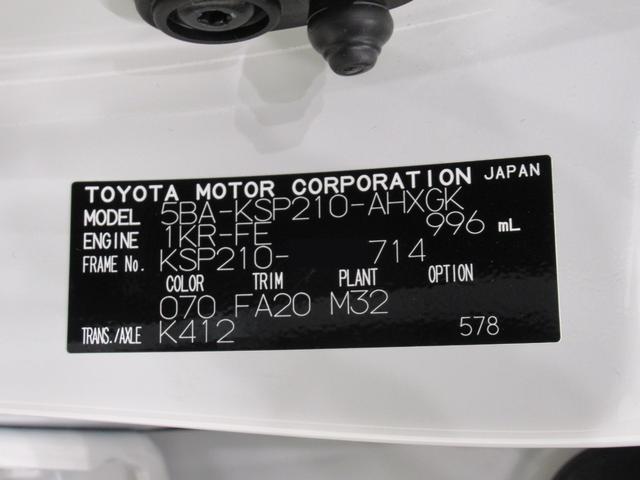 TOYOTA MOTOR CORPORATION JAPAN
MODEL 5BA-KSP210-AHXGK
ENGINE 1KR-FE 996 mL
FRAME No. KSP210- 714
COLOR TRIM PLANT OPTION
070 FA20 M32
TRANS./AXLE K412 578